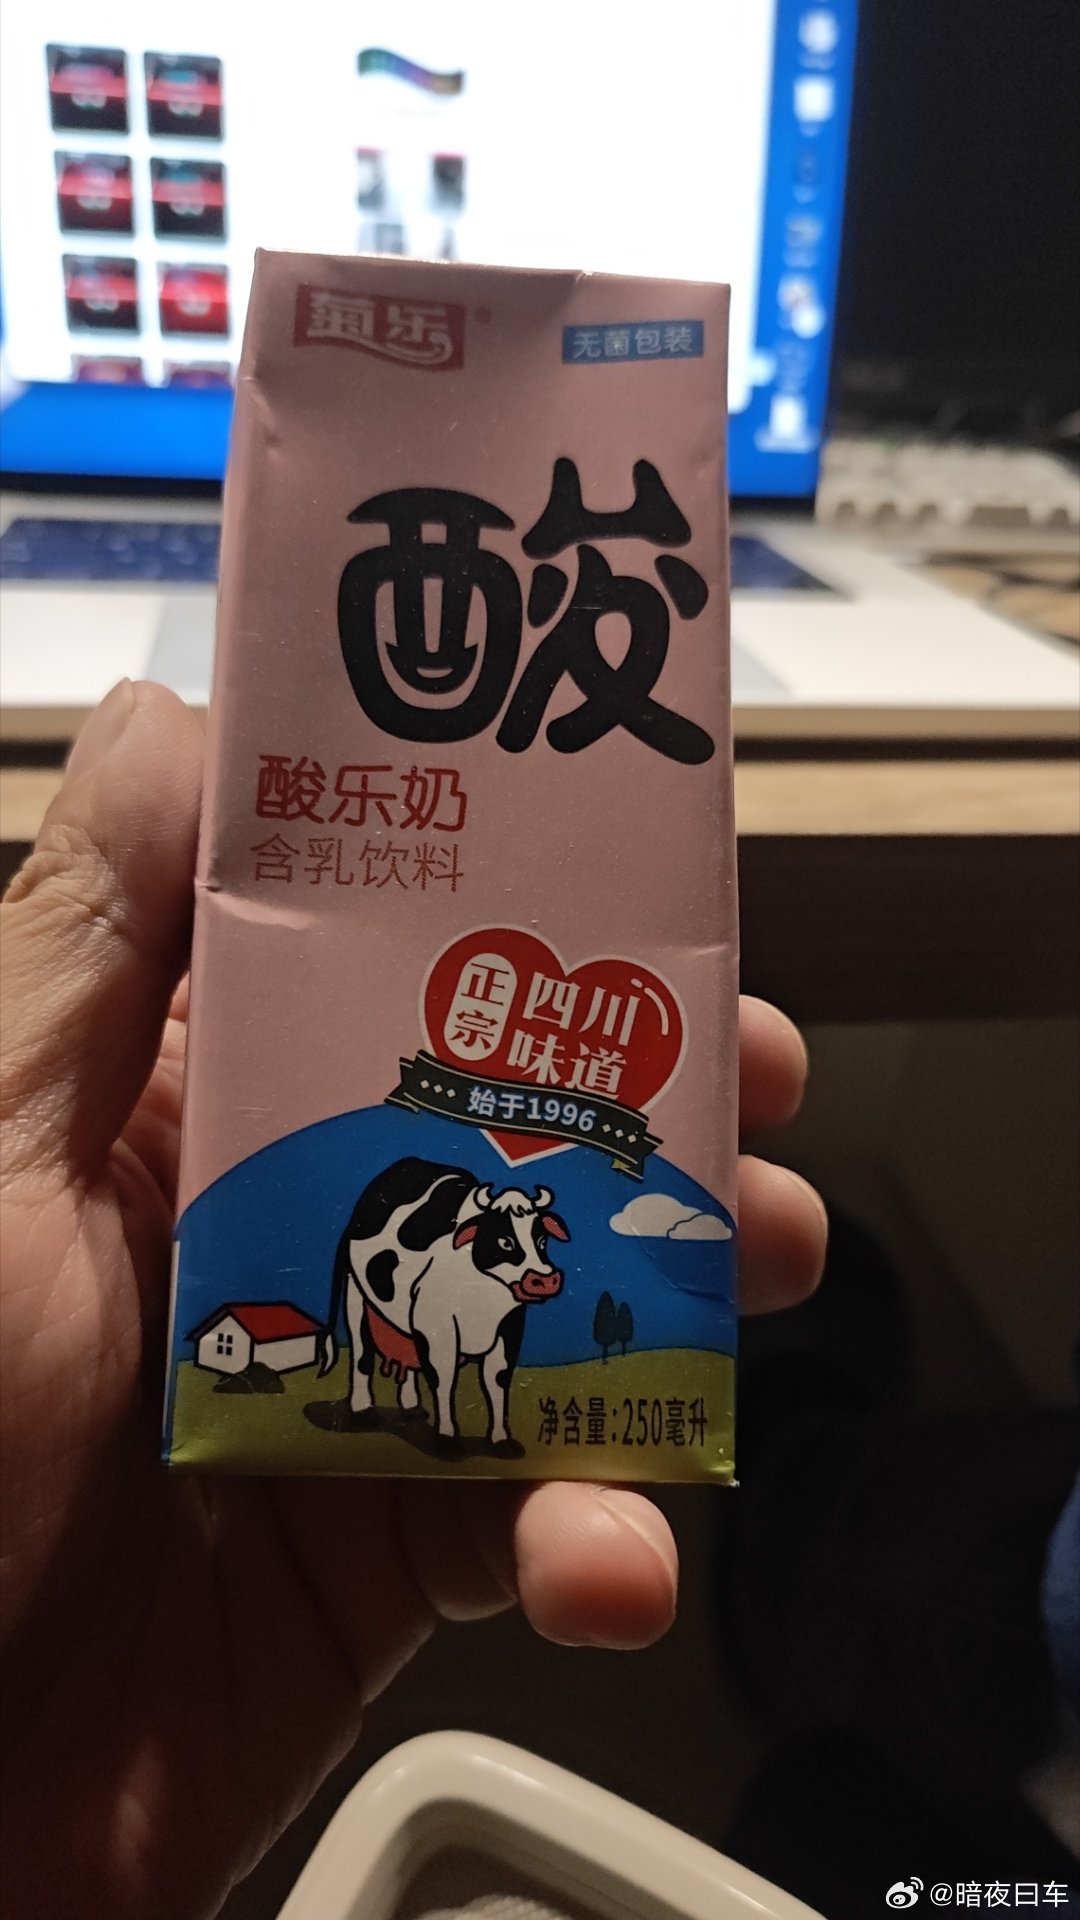 菊乐®
无菌包装
酸
酸乐奶
含乳饮料
正宗
四川
味道
始于1996
净含量:250毫升
@暗夜曰车